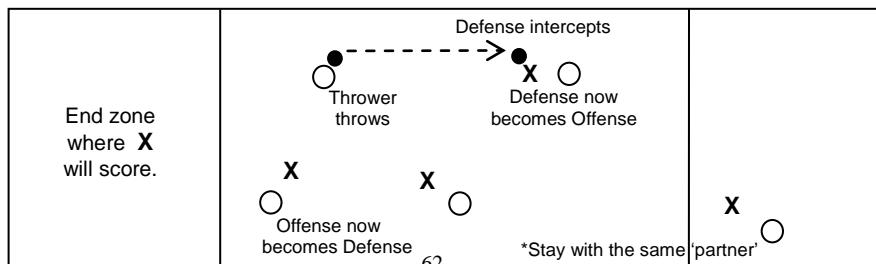 Defense intercepts
Thrower
throws
X
Defense now
becomes Offense
End zone
where X
will score.
X
X
X
Offense now
becomes Defense
*Stay with the same 'partner'
62